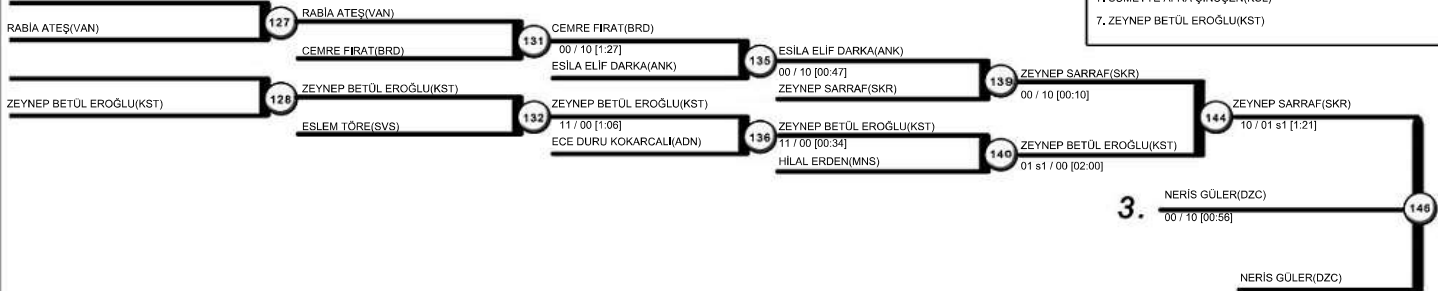 7. ZEYNEP BETÜL EROĞLU(KST)
RABİA ATEŞ(VAN)
127
RABİA ATEŞ(VAN)
CEMRE FIRAT(BRD)
131
CEMRE FIRAT(BRD)
00 / 10 [1:27]
ESİLA ELİF DARKA(ANK)
135
ESİLA ELİF DARKA(ANK)
00 / 10 [00:47]
ZEYNEP SARRAF(SKR)
139
ZEYNEP SARRAF(SKR)
00 / 10 [00:10]
ZEYNEP BETÜL EROĞLU(KST)
128
ZEYNEP BETÜL EROĞLU(KST)
ESLEM TÖRE(SVS)
132
ZEYNEP BETÜL EROĞLU(KST)
11 / 00 [1:06]
ECE DURU KOKARCALI(ADN)
136
ZEYNEP BETÜL EROĞLU(KST)
11 / 00 [00:34]
HİLAL ERDEN(MNS)
140
ZEYNEP BETÜL EROĞLU(KST)
01 s1 / 00 [02:00]
144
ZEYNEP SARRAF(SKR)
10 / 01 s1 [1:21]
3.
NERİS GÜLER(DZC)
00 / 10 [00:56]
146
NERİS GÜLER(DZC)